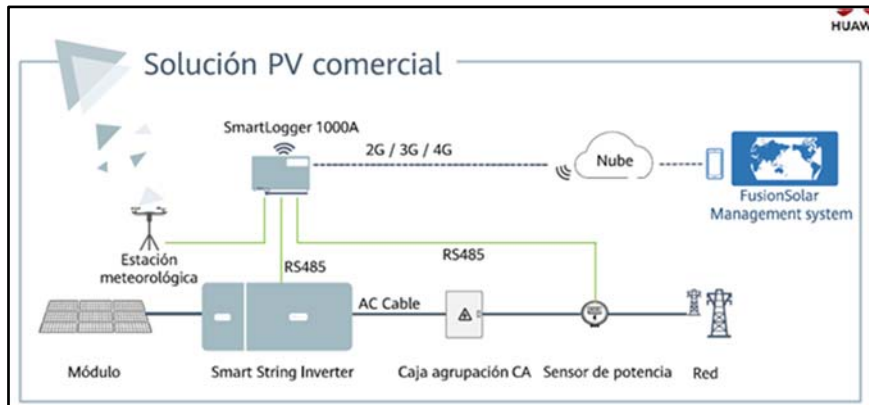 HUAW
Solución PV comercial
SmartLogger 1000A
2G / 3G / 4G
Nube
FusionSolar
Management system
Estación
meteorológica
RS485
RS485
AC Cable
Módulo
Smart String Inverter
Caja agrupación CA
Sensor de potencia
Red